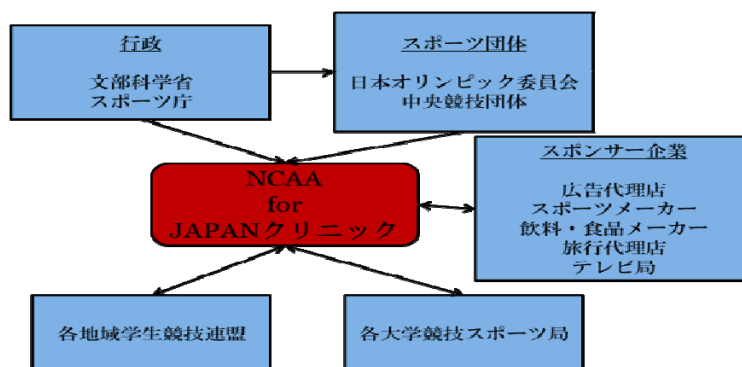 行政
文部科学省
スポーツ庁
スポーツ団体
日本オリンピック委員会
中央競技団体
スポンサー企業
広告代理店
スポーツメーカー
飲料・食品メーカー
旅行代理店
テレビ局
NCAA
for
JAPANクリニック
各地域学生競技連盟
各大学競技スポーツ局